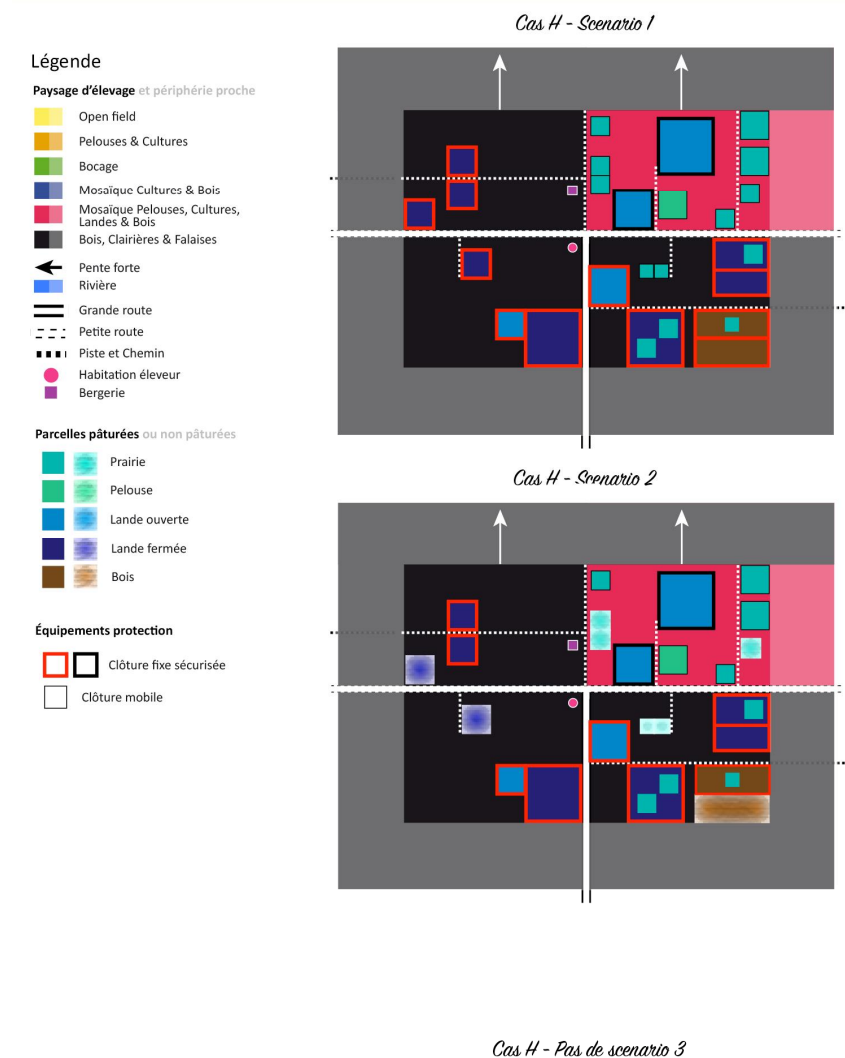 Cas H - Scenario 1
Légende
Paysage d'élevage et périphérie proche
Open field
Pelouses & Cultures
Bocage
Mosaïque Cultures & Bois
Mosaïque Pelouses, Cultures,
Landes & Bois
Bois, Clairières & Falaises
Pente forte
Rivière
Grande route
Petite route
Piste et Chemin
Habitation éleveur
Bergerie
Parcelles pâturées ou non pâturées
Prairie
Pelouse
Lande ouverte
Lande fermée
Bois
Équipements protection
Clôture fixe sécurisée
Clôture mobile
Cas H - Scenario 2
Cas H - Pas de scenario 3